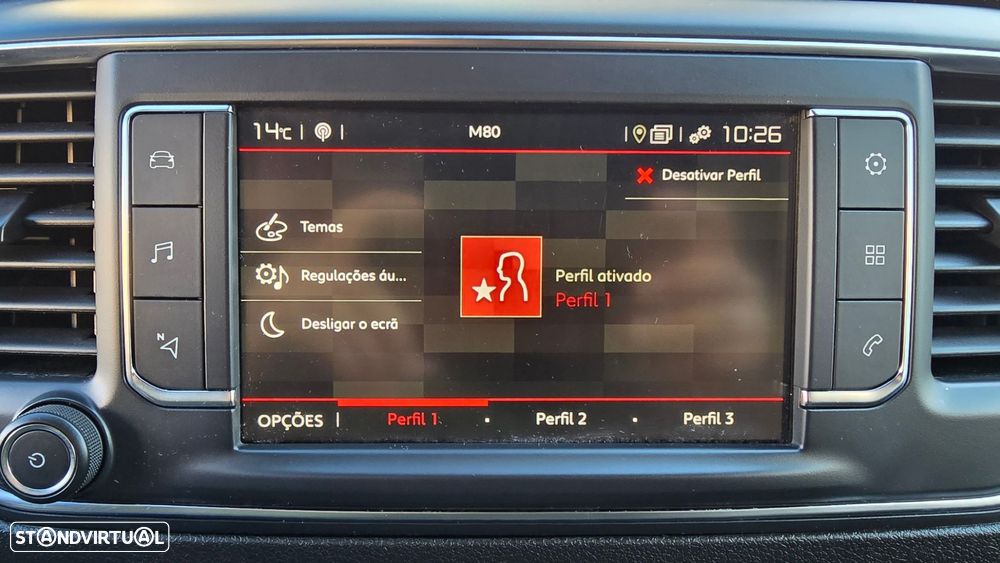 14°C
M80
10:26
Desativar Perfil
Temas
Regulações áu...
Desligar o ecrã
Perfil ativado
Perfil 1
OPÇÕES
Perfil 1
Perfil 2
Perfil 3
N
STANDVIRTUAL